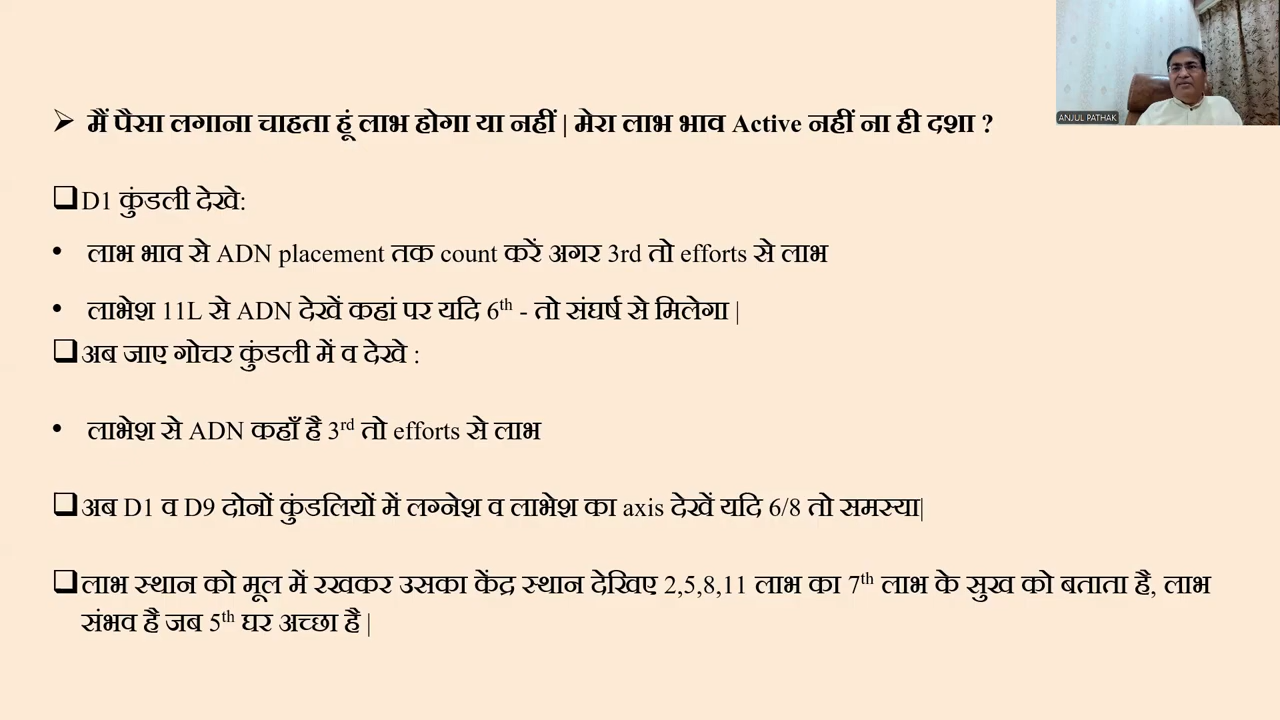 ANJUL PATHAK
➢ मैं पैसा लगाना चाहता हूं लाभ होगा या नहीं | मेरा लाभ भाव Active नहीं ना ही दशा ?
❑D1 कुंडली देखे:
• लाभ भाव से ADN placement तक count करें अगर 3rd तो efforts से लाभ
• लाभेश 11L से ADN देखें कहां पर यदि 6th - तो संघर्ष से मिलेगा |
❑अब जाए गोचर कुंडली में व देखे :
• लाभेश से ADN कहाँ है 3rd तो efforts से लाभ
❑अब D1 व D9 दोनों कुंडलियों में लग्नेश व लाभेश का axis देखें यदि 6/8 तो समस्या|
❑लाभ स्थान को मूल में रखकर उसका केंद्र स्थान देखिए 2,5,8,11 लाभ का 7th लाभ के सुख को बताता है, लाभ
संभव है जब 5th घर अच्छा है |